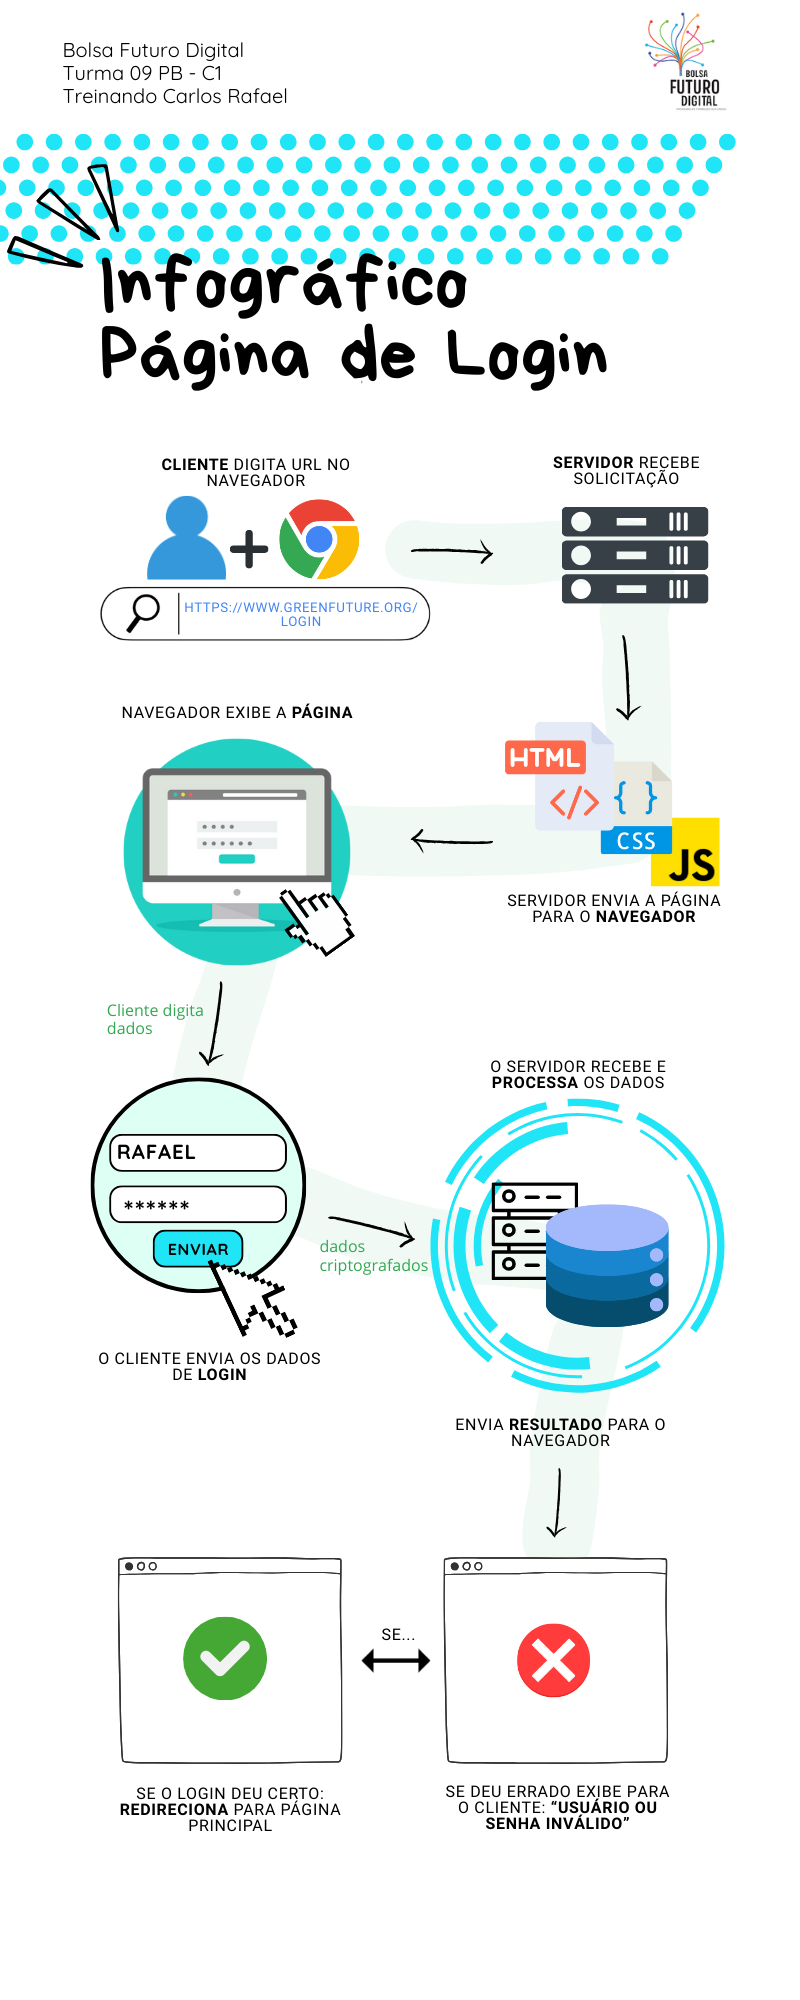 Bolsa Futuro Digital
Turma 09 PB - C1
Treinando Carlos Rafael
BOLSA
FUTURO
DIGITAL
Infográfico
Página de Login
CLIENTE DIGITA URL NO
NAVEGADOR
HTTPS://WWW.GREENFUTURE.ORG/
LOGIN
SERVIDOR RECEBE
SOLICITAÇÃO
HTML
</>
{ }
CSS
JS
SERVIDOR ENVIA A PÁGINA
PARA O NAVEGADOR
NAVEGADOR EXIBE A PÁGINA
Cliente digita
dados
RAFAEL
******
ENVIAR
O CLIENTE ENVIA OS DADOS
DE LOGIN
dados
criptografados
O SERVIDOR RECEBE E
PROCESSA OS DADOS
ENVIA RESULTADO PARA O
NAVEGADOR
SE...
SE O LOGIN DEU CERTO:
REDIRECIONA PARA PÁGINA
PRINCIPAL
SE DEU ERRADO EXIBE PARA
O CLIENTE: “USUÁRIO OU
SENHA INVÁLIDO”